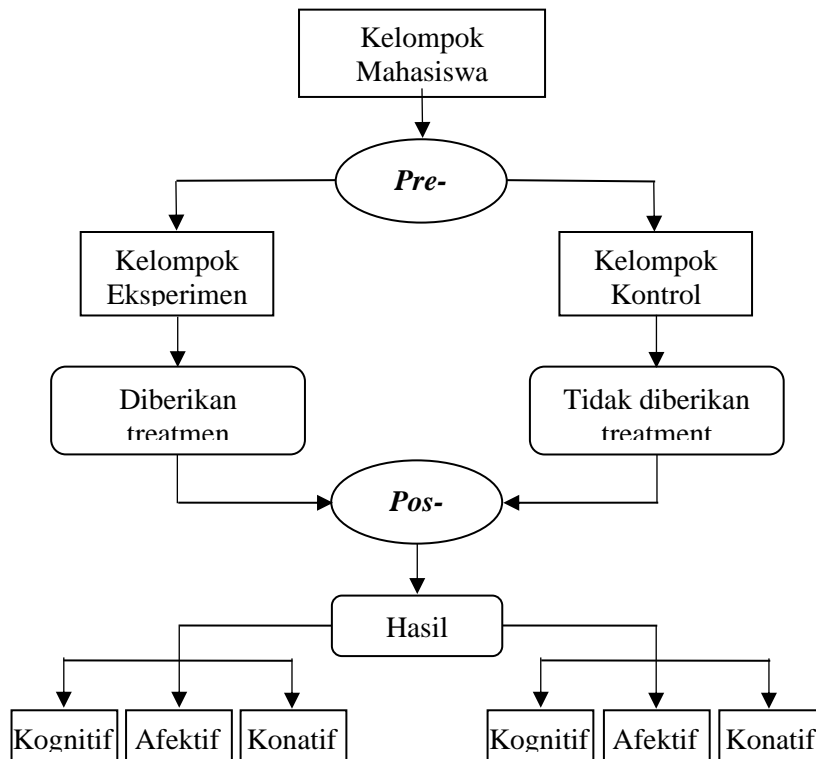 Kelompok
Mahasiswa
Pre-
Kelompok
Eksperimen
Kelompok
Kontrol
Diberikan
treatmen
Tidak diberikan
treatment
Pos-
Hasil
Kognitif
Afektif
Konatif
Kognitif
Afektif
Konatif